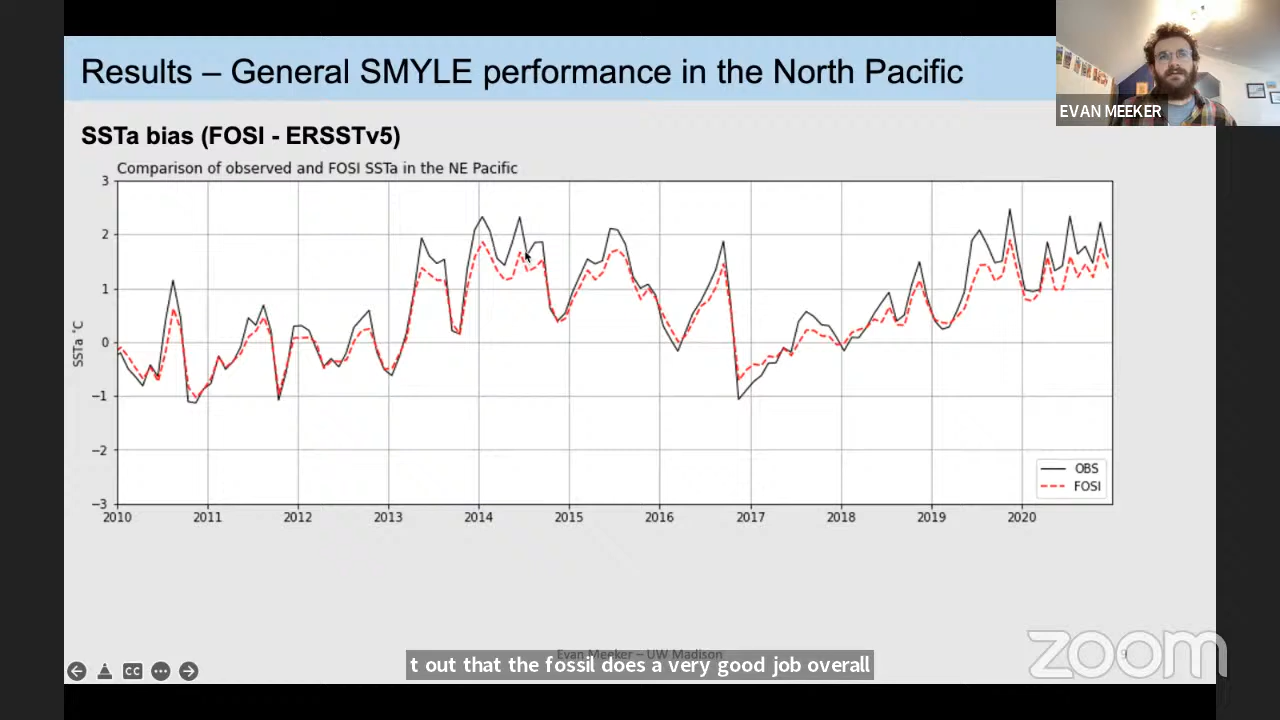 Results – General SMYLE performance in the North Pacific
EVAN MEEKER
SSTa bias (FOSI - ERSSTv5)
Comparison of observed and FOSI SSTa in the NE Pacific
3
2
1
0
−1
−2
−3
SSTa °C
2010 2011 2012 2013 2014 2015 2016 2017 2018 2019 2020
OBS
FOSI
Evan Meeker – UW Madison
9
t out that the fossil does a very good job overall
CC
zoom